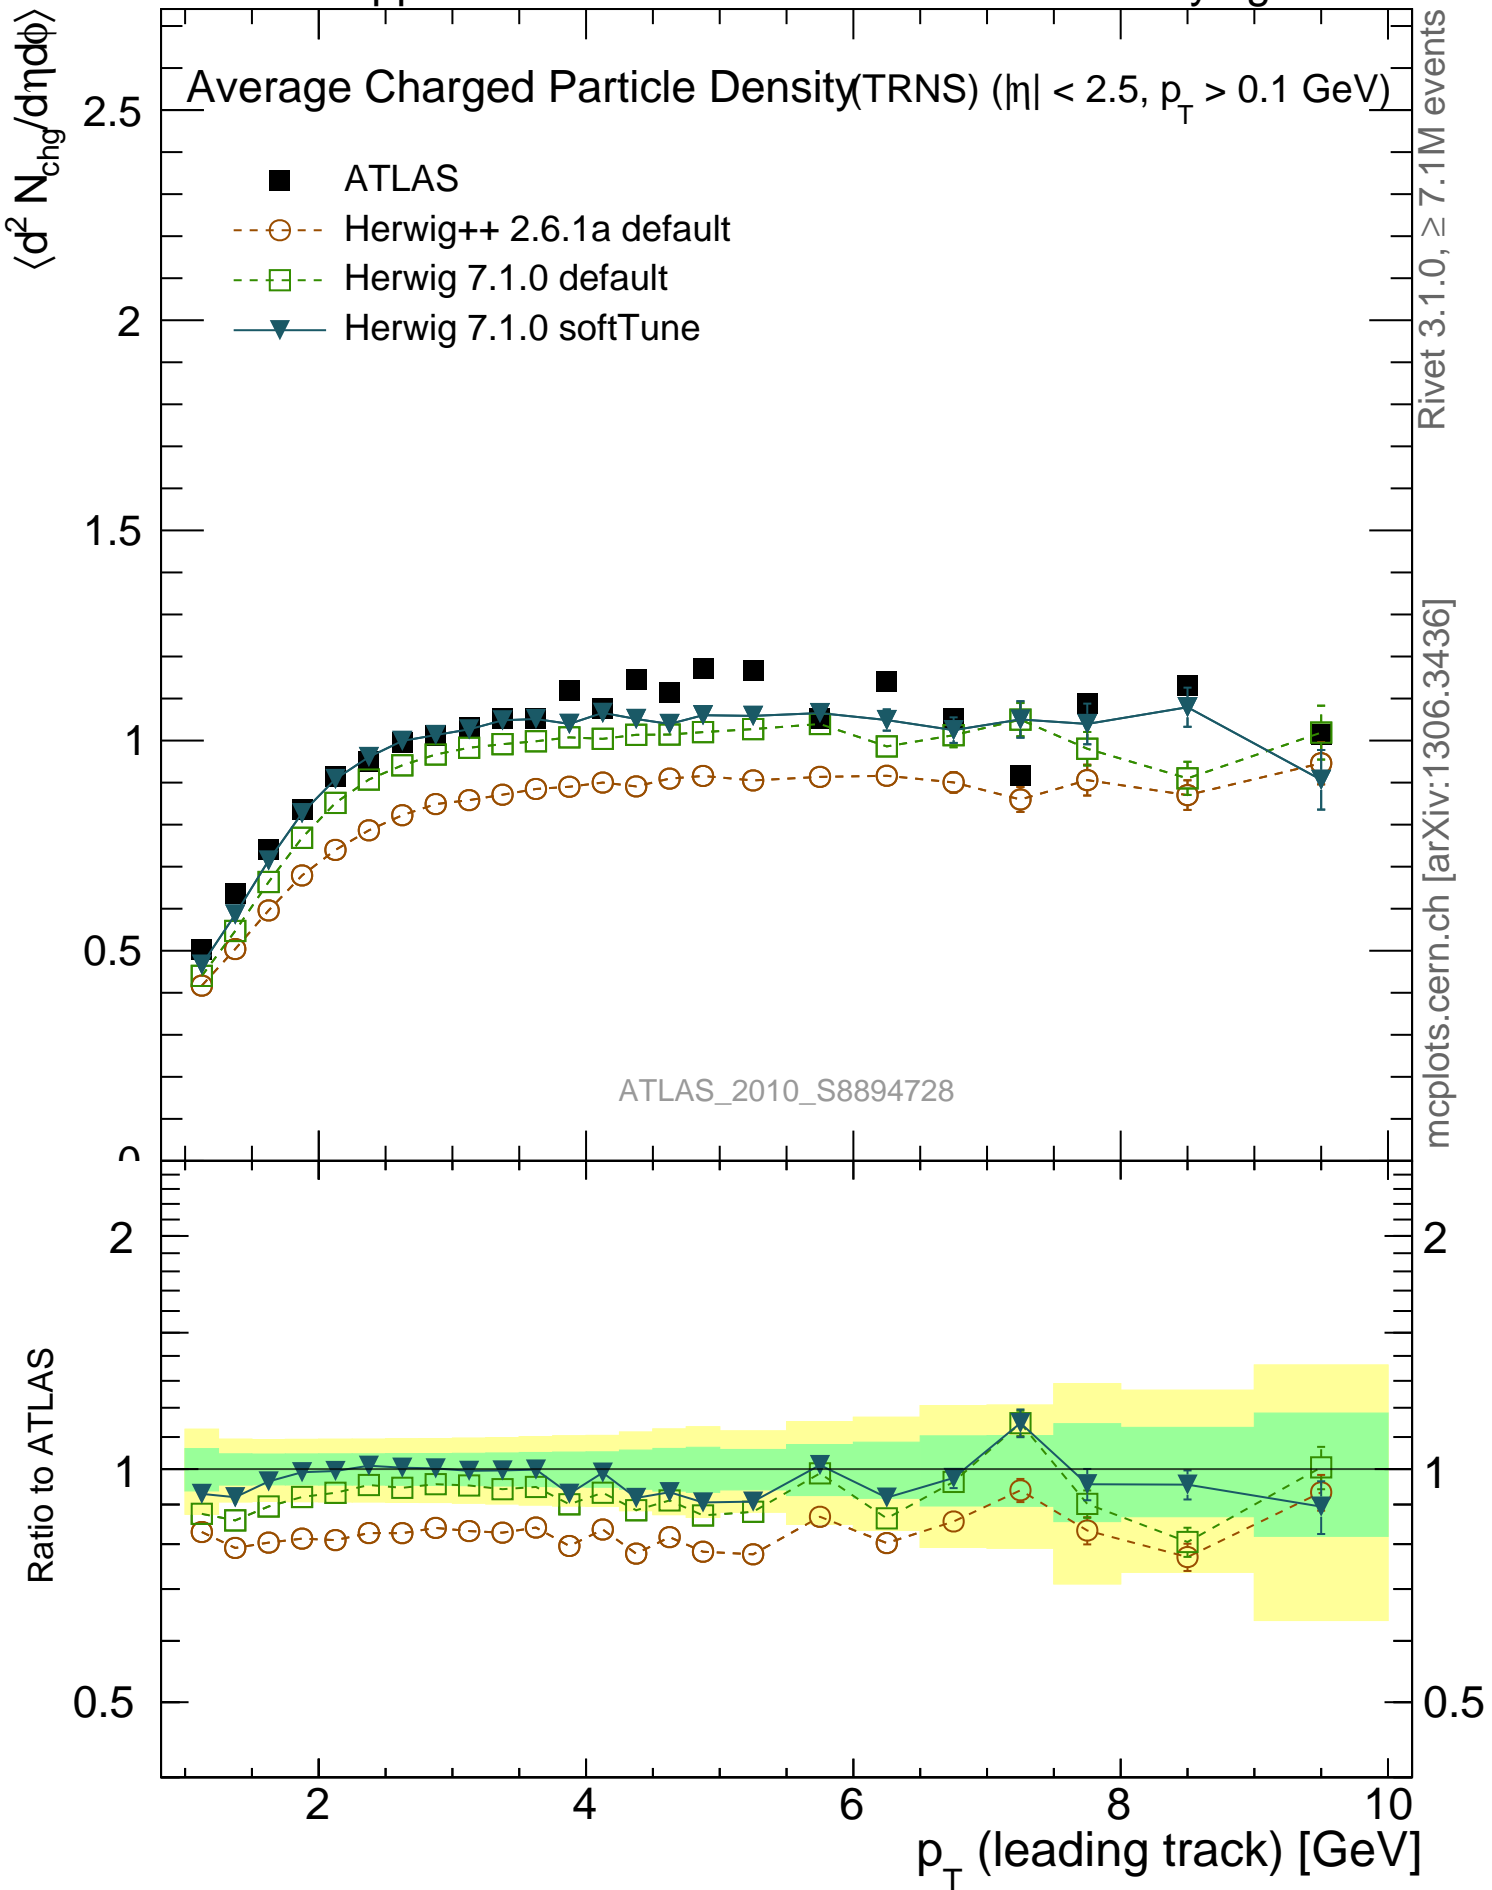 Average Charged Particle Density (TRNS) (|η| < 2.5, p_T > 0.1 GeV)
⟨d² N_chg/dηdϕ⟩
ATLAS
Herwig++ 2.6.1a default
Herwig 7.1.0 default
Herwig 7.1.0 softTune
2.5
2
1.5
1
0.5
0
ATLAS_2010_S8894728
Rivet 3.1.0, ≥ 7.1M events
mcplots.cern.ch [arXiv:1306.3436]
Ratio to ATLAS
2
1
0.5
2
1
0.5
2 4 6 8 10
p_T (leading track) [GeV]